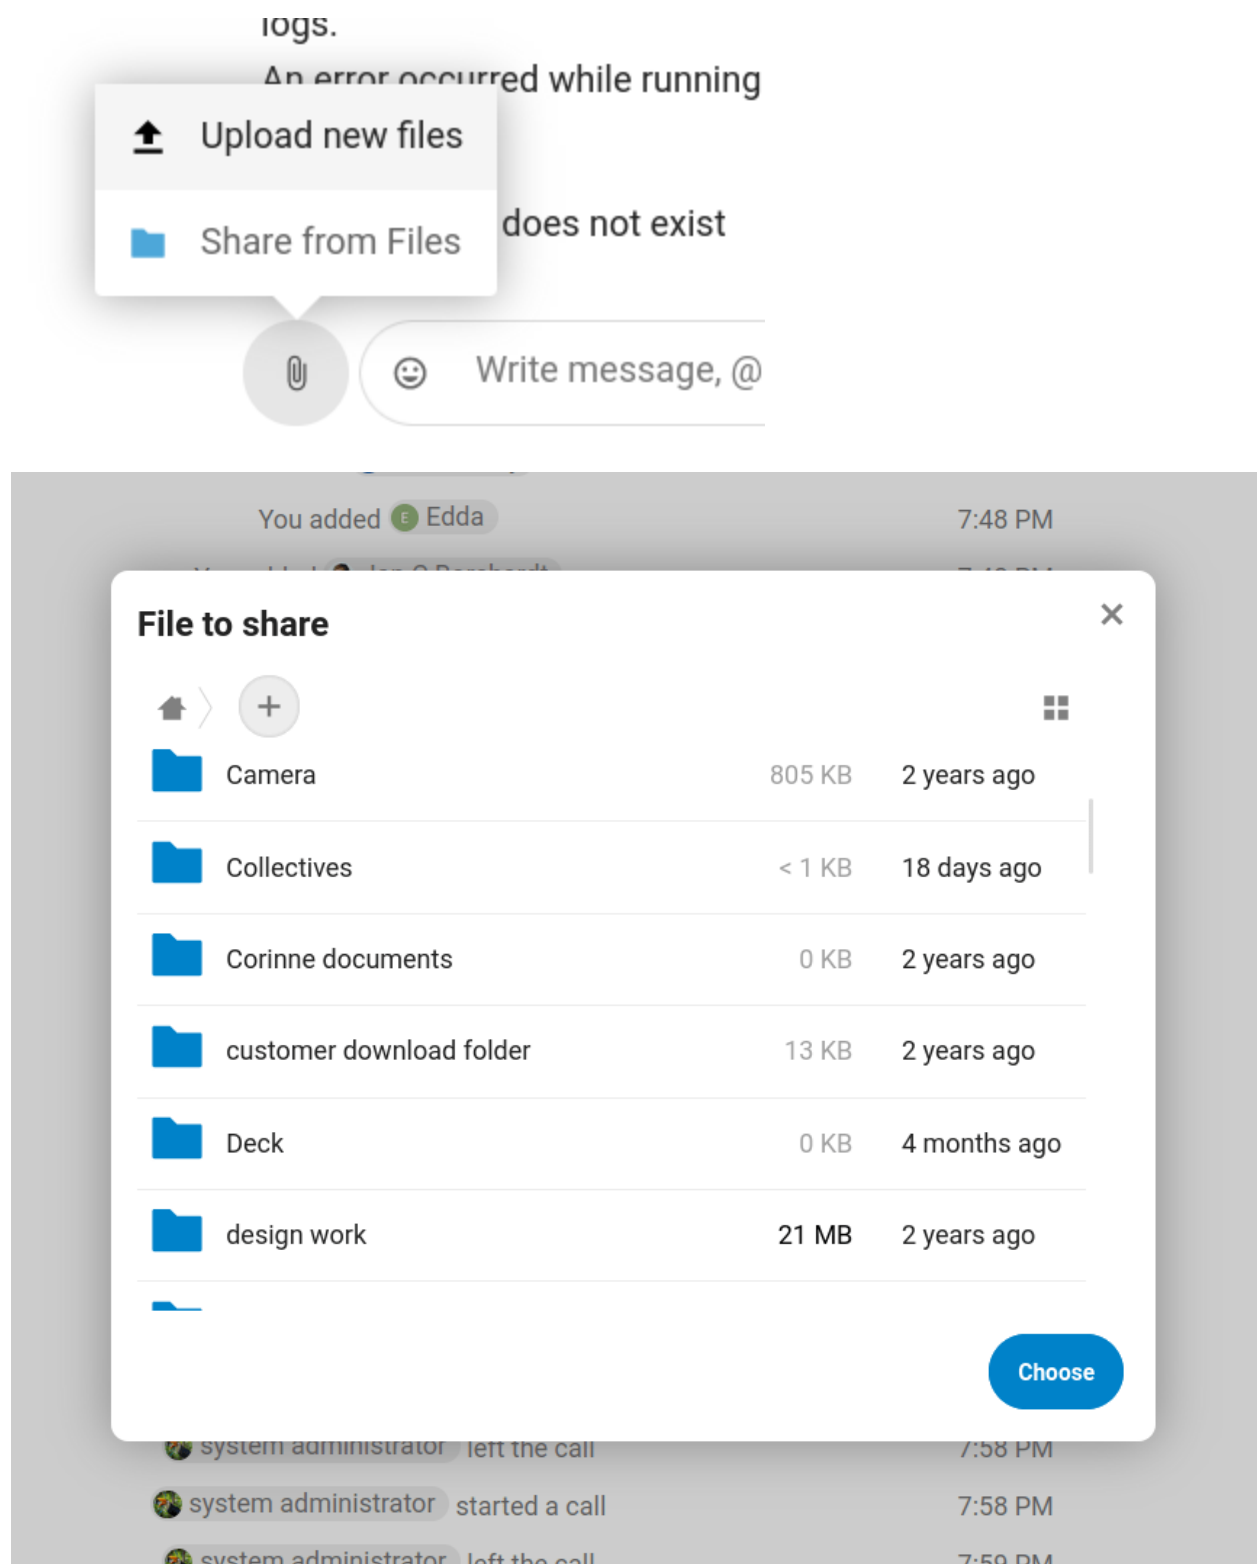 logs.
An error occurred while running
Upload new files
does not exist
Share from Files
Write message, @
You added E Edda 7:48 PM
File to share
Camera 805 KB 2 years ago
Collectives < 1 KB 18 days ago
Corinne documents 0 KB 2 years ago
customer download folder 13 KB 2 years ago
Deck 0 KB 4 months ago
design work 21 MB 2 years ago
Choose
system administrator left the call 7:58 PM
system administrator started a call 7:58 PM
system administrator left the call 7:59 PM